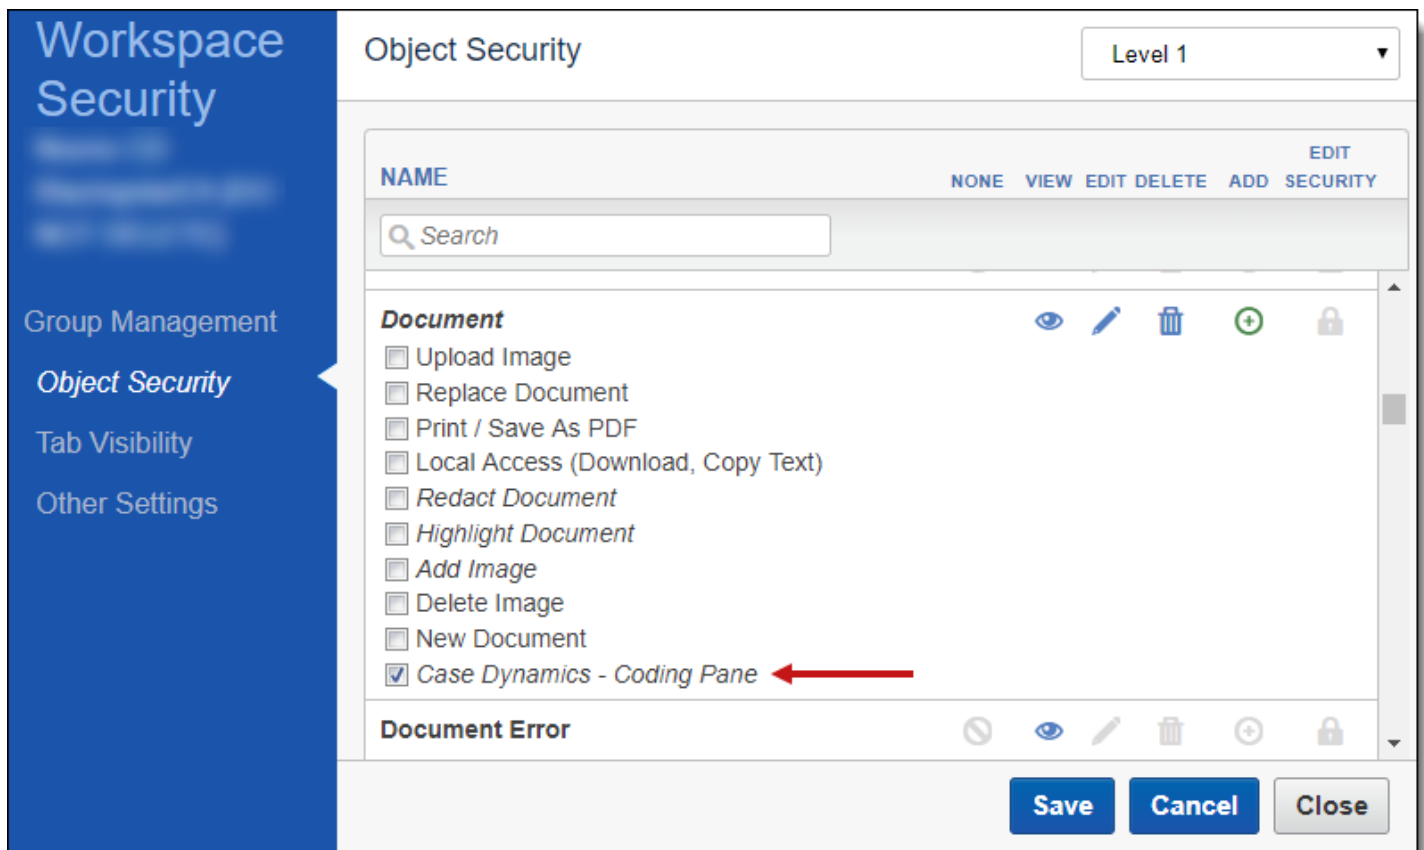 Workspace
Security
Group Management
Object Security
Tab Visibility
Other Settings
Object Security
Level 1
NAME
NONE VIEW EDIT DELETE ADD EDIT SECURITY
Search
Document
Upload Image
Replace Document
Print / Save As PDF
Local Access (Download, Copy Text)
Redact Document
Highlight Document
Add Image
Delete Image
New Document
Case Dynamics - Coding Pane
Document Error
Save Cancel Close